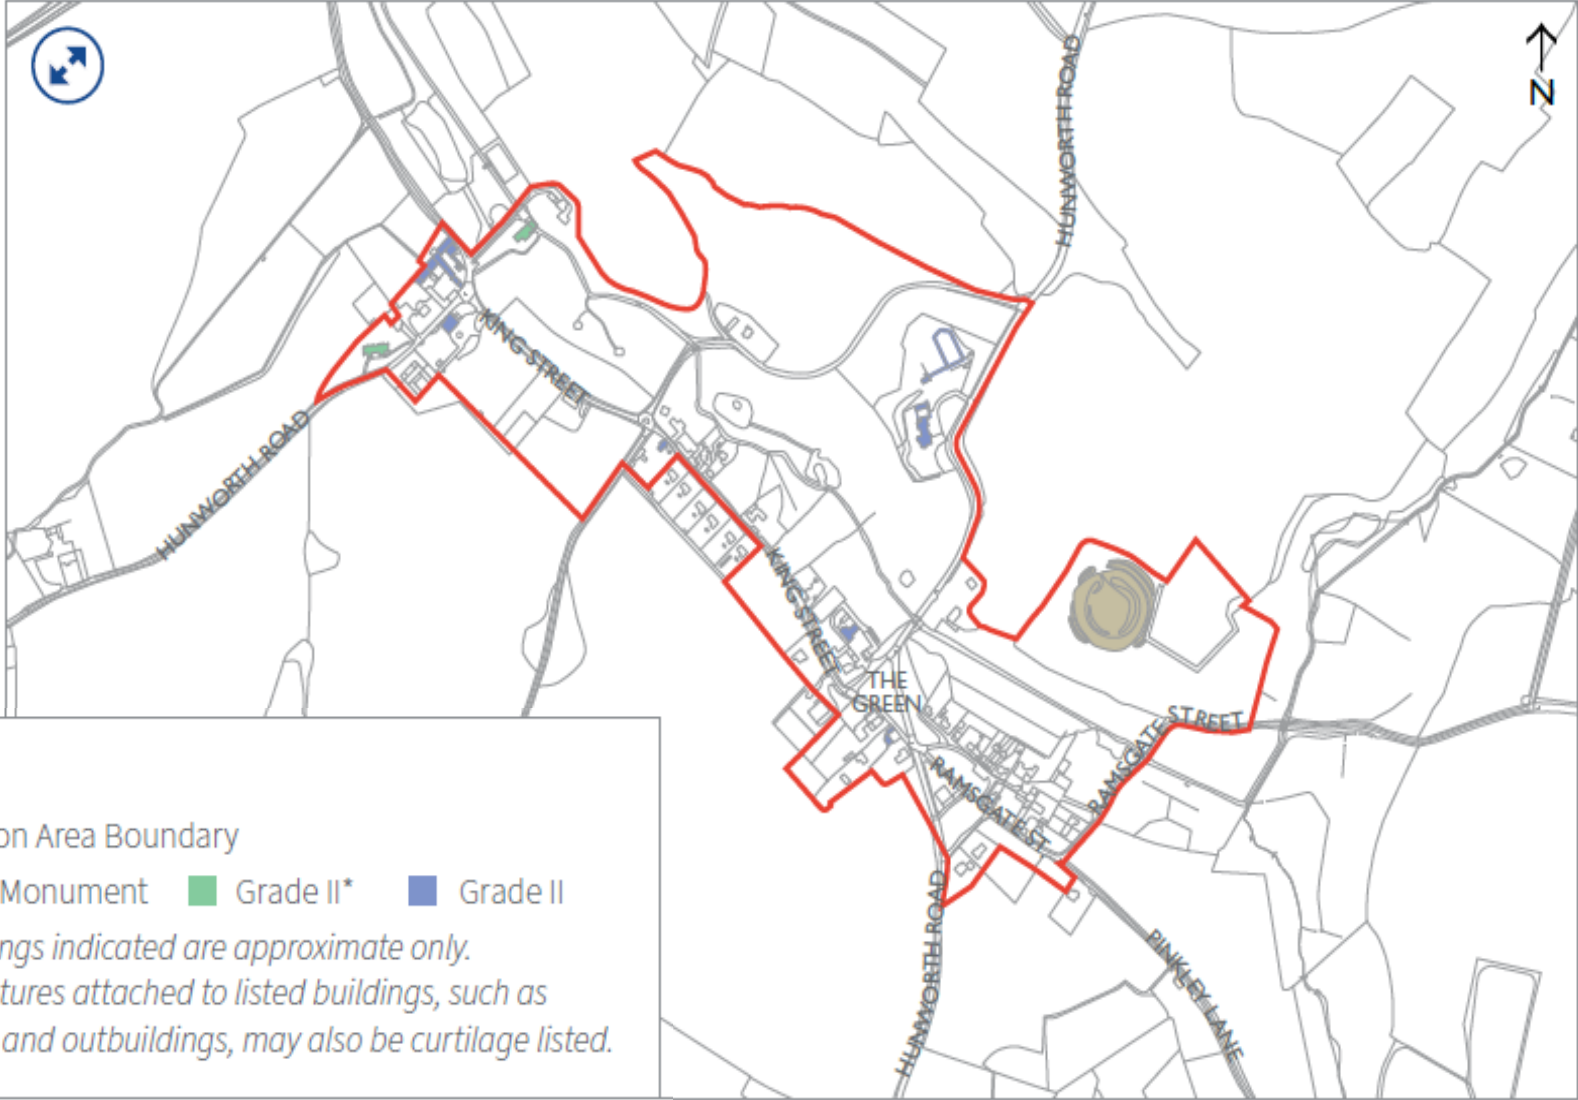 N
HUNWORTH ROAD
KING STREET
HUNWORTH ROAD
KING STREET
THE
GREEN
RAMSGATE STREET
RAMSGATE ST
HUNWORTH ROAD
PINKLEY LANE
on Area Boundary
Monument Grade II* Grade II
ngs indicated are approximate only.
tures attached to listed buildings, such as
and outbuildings, may also be curtilage listed.